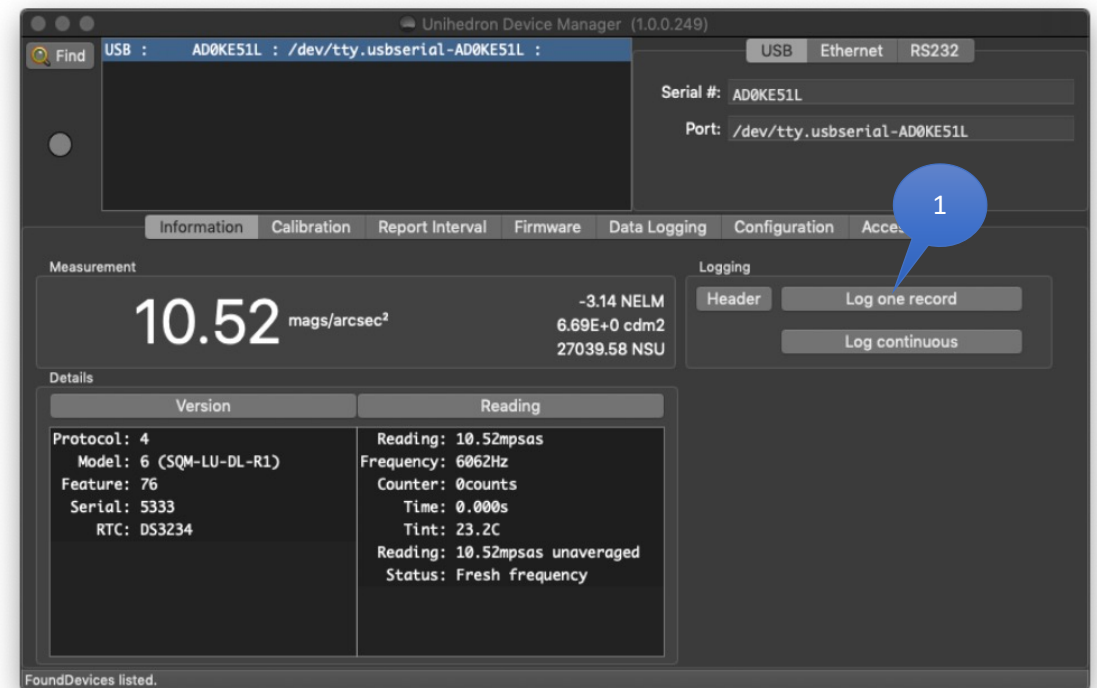 Unihedron Device Manager (1.0.0.249)
Find
USB : AD0KE51L : /dev/tty.usbserial-AD0KE51L :
USB Ethernet RS232
Serial #: AD0KE51L
Port: /dev/tty.usbserial-AD0KE51L
1
Information Calibration Report Interval Firmware Data Logging Configuration Acce
Measurement
10.52 mags/arcsec²
-3.14 NELM
6.69E+0 cdm2
27039.58 NSU
Logging
Header Log one record
Log continuous
Details
Version
Protocol: 4
Model: 6 (SQM-LU-DL-R1)
Feature: 76
Serial: 5333
RTC: DS3234
Reading
Reading: 10.52mpsas
Frequency: 6062Hz
Counter: 0counts
Time: 0.000s
Tint: 23.2C
Reading: 10.52mpsas unaveraged
Status: Fresh frequency
FoundDevices listed.